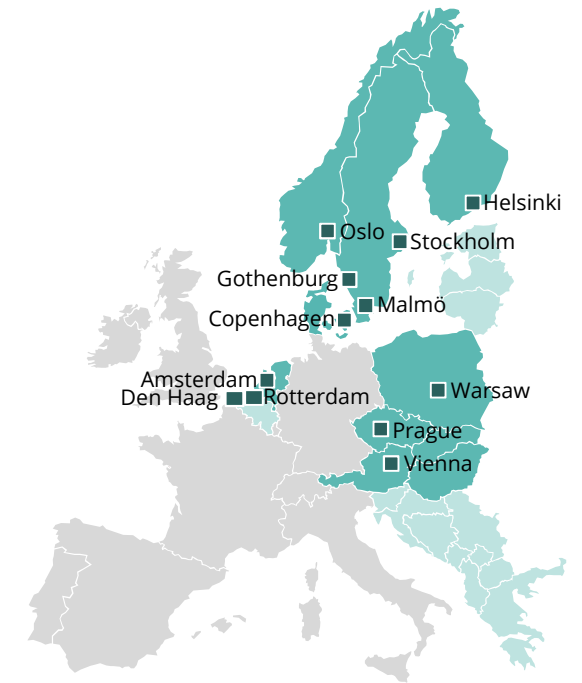 Helsinki
Oslo
Stockholm
Gothenburg
Malmö
Copenhagen
Amsterdam
Warsaw
Den Haag
Rotterdam
Prague
Vienna